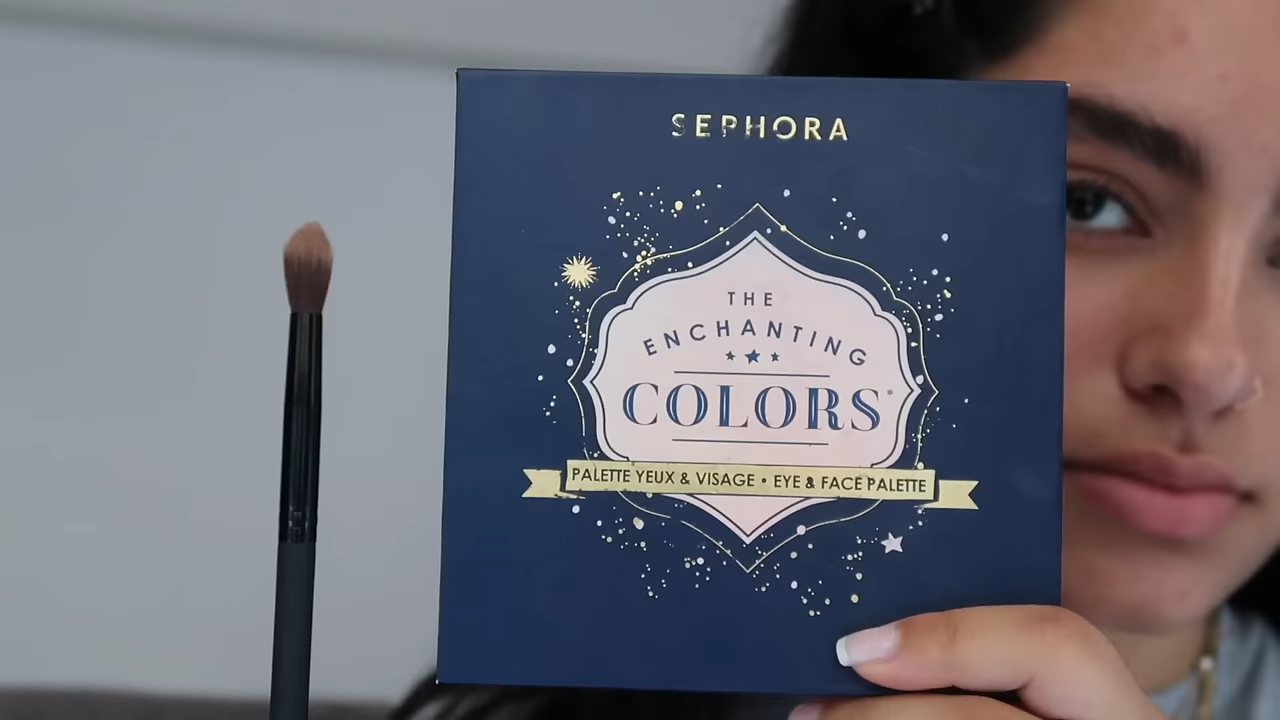 SEPHORA
THE
ENCHANTING
COLORS*
PALETTE YEUX & VISAGE • EYE & FACE PALETTE